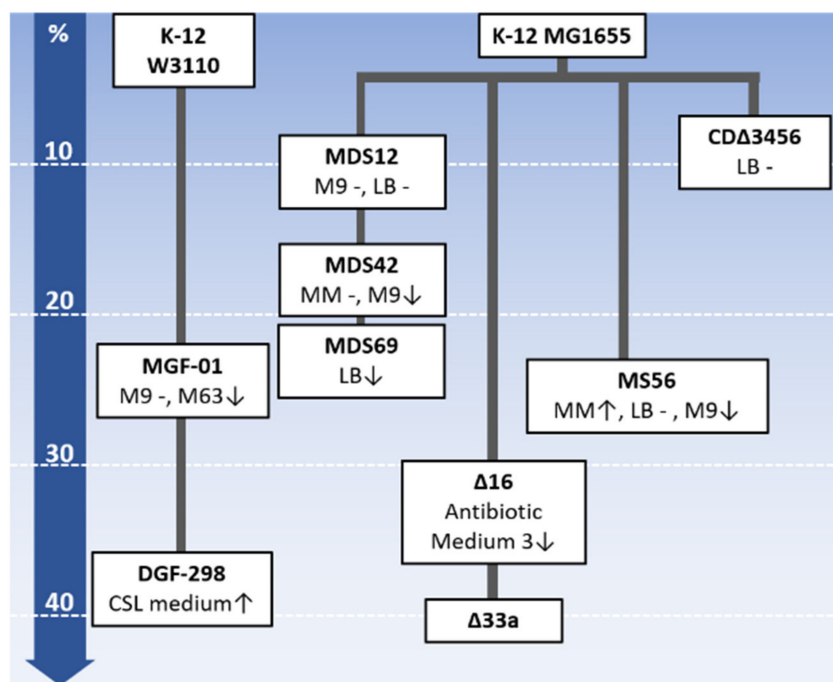 %
K-12
W3110
K-12 MG1655
CDΔ3456
LB -
10
MDS12
M9 -, LB -
MDS42
MM -, M9↓
20
MDS69
LB↓
MGF-01
M9 -, M63↓
MS56
MM↑, LB - , M9↓
30
Δ16
Antibiotic
Medium 3↓
DGF-298
CSL medium↑
40
Δ33a